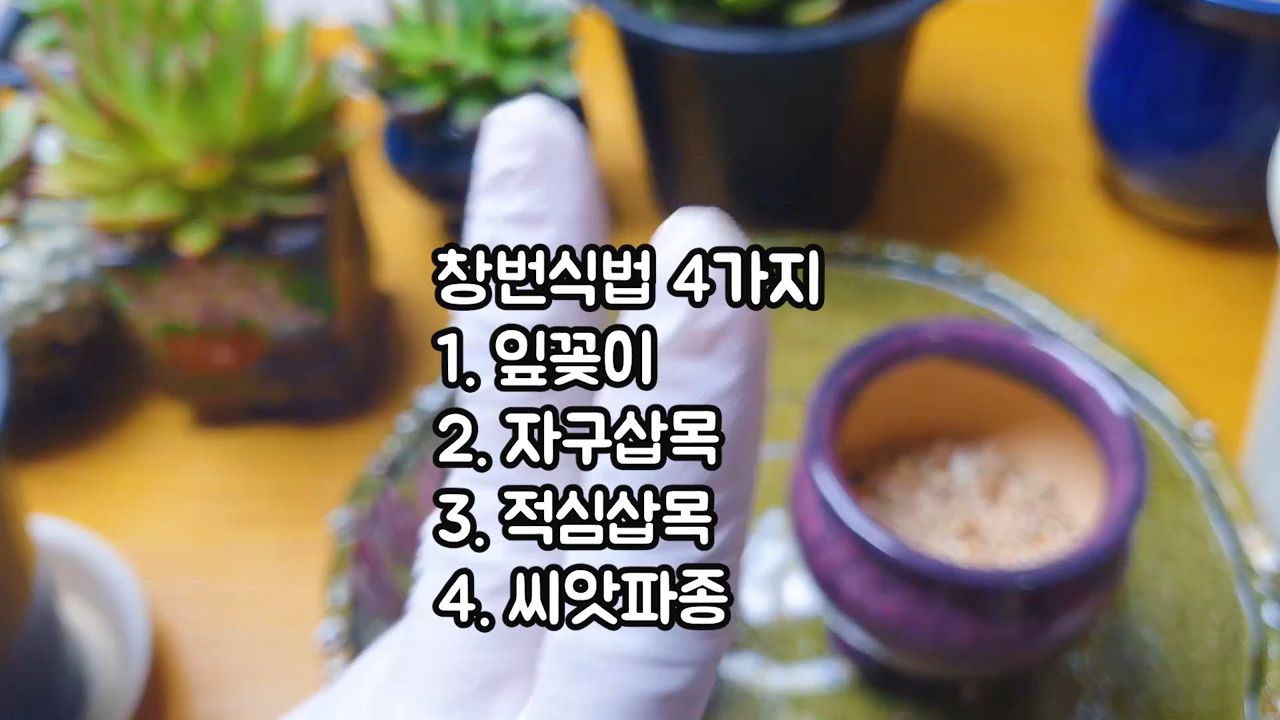 창번식법 4가지
1. 잎꽂이
2. 자구삽목
3. 적심삽목
4. 씨앗파종